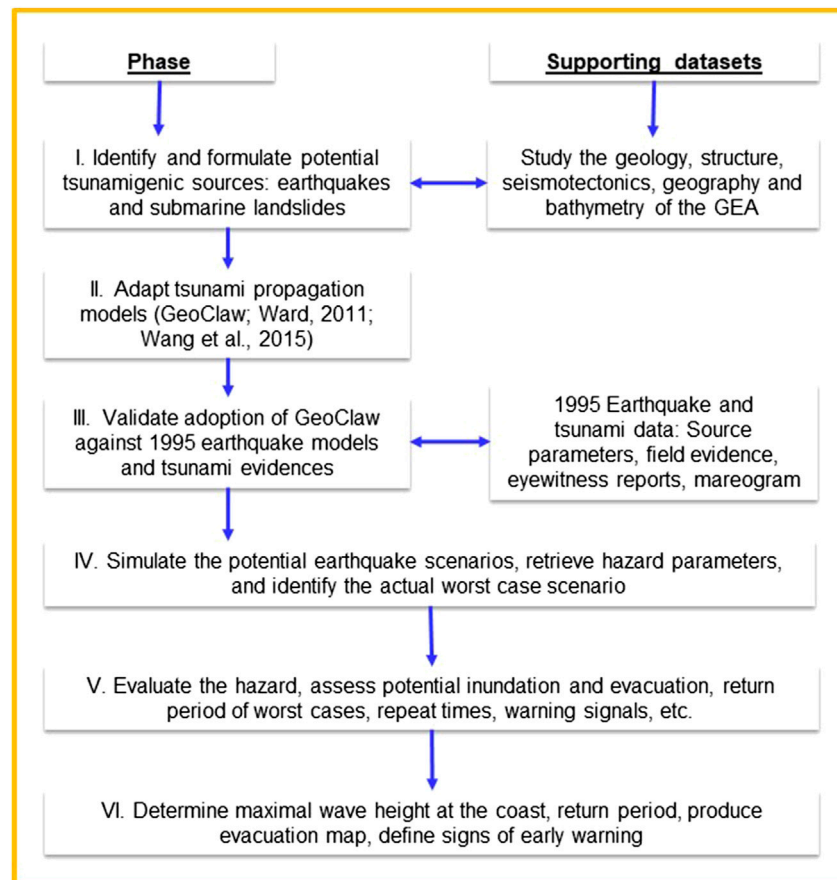 Phase
Supporting datasets
I. Identify and formulate potential
tsunamigenic sources: earthquakes
and submarine landslides
Study the geology, structure,
seismotectonics, geography and
bathymetry of the GEA
II. Adapt tsunami propagation
models (GeoClaw; Ward, 2011;
Wang et al., 2015)
III. Validate adoption of GeoClaw
against 1995 earthquake models
and tsunami evidences
1995 Earthquake and
tsunami data: Source
parameters, field evidence,
eyewitness reports, mareogram
IV. Simulate the potential earthquake scenarios, retrieve hazard parameters,
and identify the actual worst case scenario
V. Evaluate the hazard, assess potential inundation and evacuation, return
period of worst cases, repeat times, warning signals, etc.
VI. Determine maximal wave height at the coast, return period, produce
evacuation map, define signs of early warning